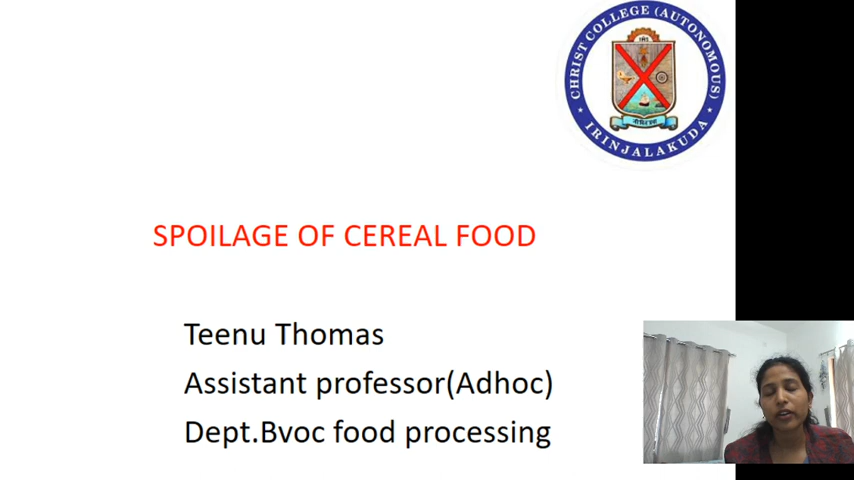 CHRIST COLLEGE (AUTONOMOUS)
IRINJALAKUDA
SPOILAGE OF CEREAL FOOD
Teenu Thomas
Assistant professor(Adhoc)
Dept.Bvoc food processing